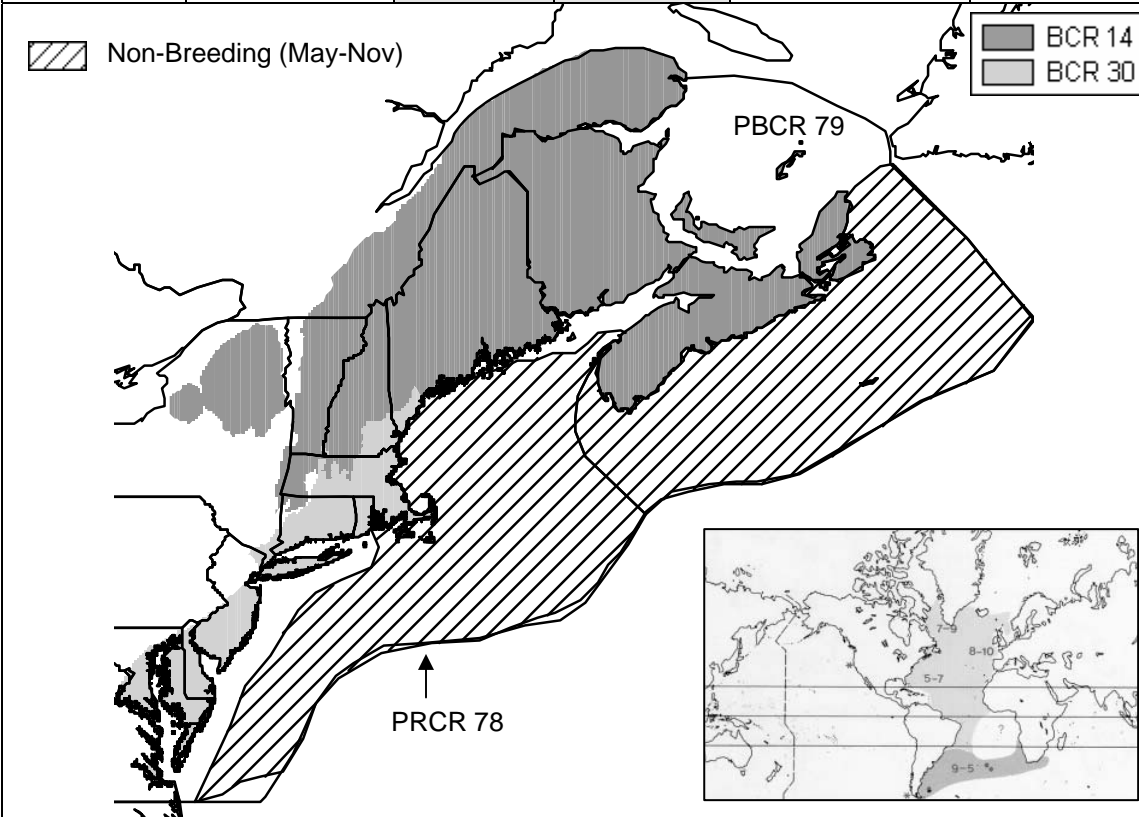 Non-Breeding (May-Nov)
BCR 14
BCR 30
PBCR 79
PRCR 78
7-9
8-10
5-7
?
9-5